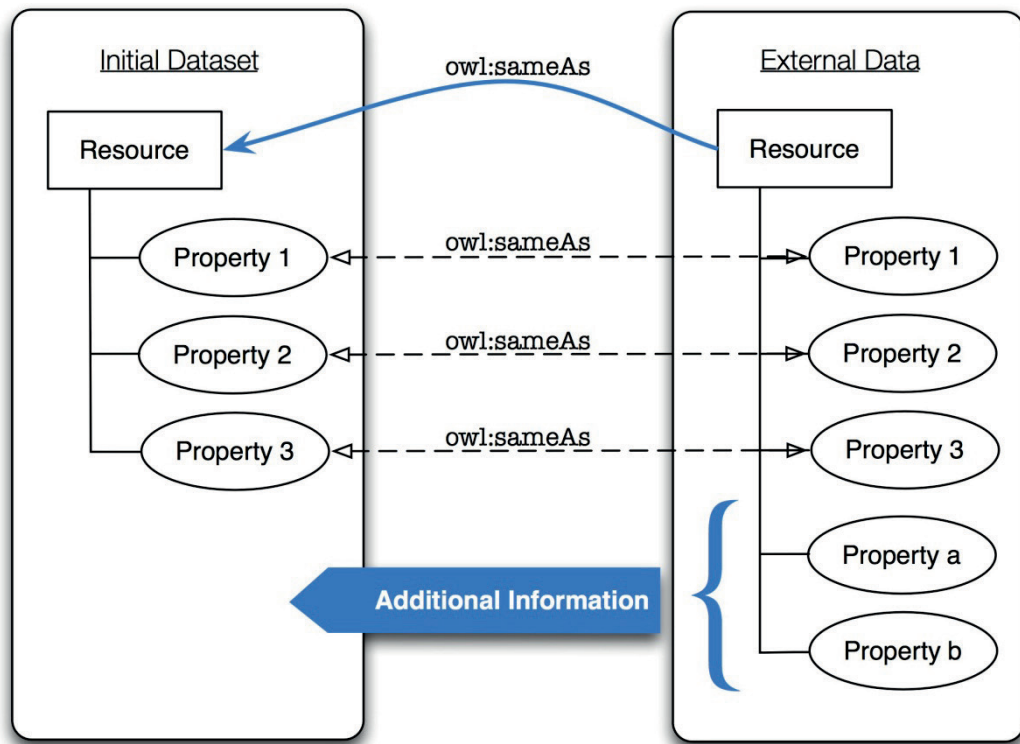 Initial Dataset
owl:sameAs
External Data
Resource
Resource
Property 1
owl:sameAs
Property 1
Property 2
owl:sameAs
Property 2
Property 3
owl:sameAs
Property 3
Property a
Additional Information
Property b